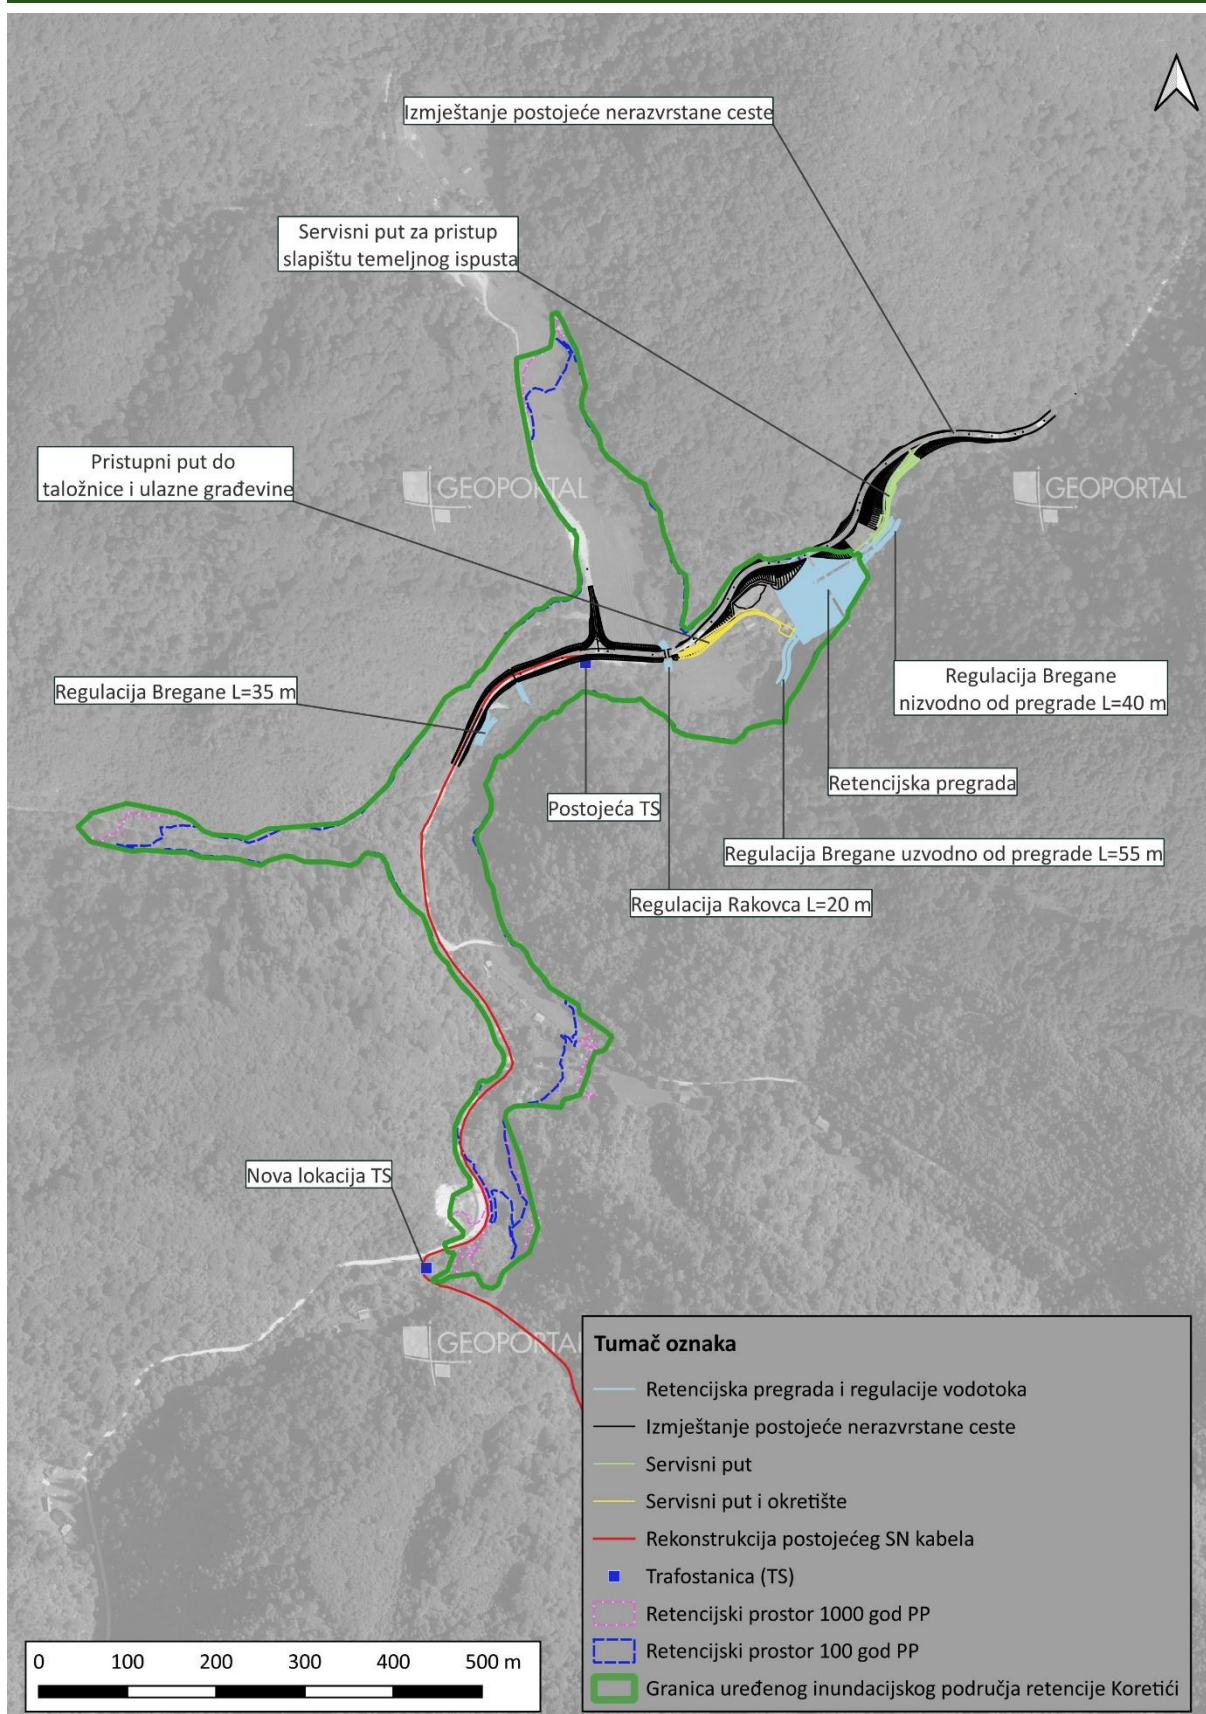 Izmještanje postojeće nerazvrstane ceste
Servisni put za pristup
slapištu temeljnog ispusta
Pristupni put do
taložnice i ulazne građevine
GEOPORTAL
GEOPORTAL
Regulacija Bregane L=35 m
Regulacija Bregane
nizvodno od pregrade L=40 m
Retencijska pregrada
Postojeća TS
Regulacija Bregane uzvodno od pregrade L=55 m
Regulacija Rakovca L=20 m
Nova lokacija TS
GEOPORTAL
Tumač oznaka
Retencijska pregrada i regulacije vodotoka
Izmještanje postojeće nerazvrstane ceste
Servisni put
Servisni put i okretište
Rekonstrukcija postojećeg SN kabela
Trafostanica (TS)
Retencijski prostor 1000 god PP
Retencijski prostor 100 god PP
Granica uređenog inundacijskog područja retencije Koretići
0 100 200 300 400 500 m